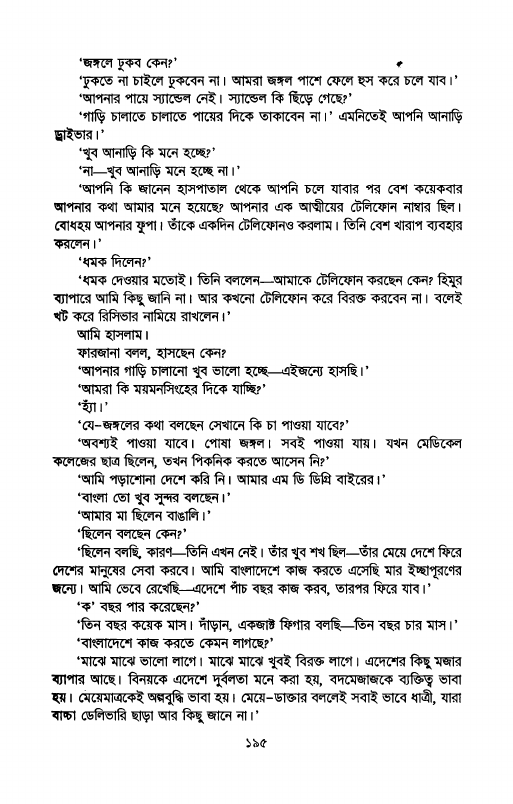 ‘জঙ্গলে ঢুকব কেন?’
‘ঢুকতে না চাইলে ঢুকবেন না। আমরা জঙ্গল পাশে ফেলে হুস করে চলে যাব।’
‘আপনার পায়ে স্যান্ডেল নেই। স্যান্ডেল কি ছিঁড়ে গেছে?’
‘গাড়ি চালাতে চালাতে পায়ের দিকে তাকাবেন না।’ এমনিতেই আপনি আনাড়ি
ড্রাইভার।’
‘খুব আনাড়ি কি মনে হচ্ছে?’
‘না—খুব আনাড়ি মনে হচ্ছে না।’
‘আপনি কি জানেন হাসপাতাল থেকে আপনি চলে যাবার পর বেশ কয়েকবার
আপনার কথা আমার মনে হয়েছে? আপনার এক আত্মীয়ের টেলিফোন নাম্বার ছিল।
বোধহয় আপনার ফুপা। তাঁকে একদিন টেলিফোনও করলাম। তিনি বেশ খারাপ ব্যবহার
করলেন।’
‘ধমক দিলেন?’
‘ধমক দেওয়ার মতোই। তিনি বললেন—আমাকে টেলিফোন করছেন কেন? হিমুর
ব্যাপারে আমি কিছু জানি না। আর কখনো টেলিফোন করে বিরক্ত করবেন না। বলেই
খট করে রিসিভার নামিয়ে রাখলেন।’
আমি হাসলাম।
ফারজানা বলল, হাসছেন কেন?
‘আপনার গাড়ি চালানো খুব ভালো হচ্ছে—এইজন্যে হাসছি।’
‘আমরা কি ময়মনসিংহের দিকে যাচ্ছি?’
‘হ্যাঁ।’
‘যে-জঙ্গলের কথা বলছেন সেখানে কি চা পাওয়া যাবে?’
‘অবশ্যই পাওয়া যাবে। পোষা জঙ্গল। সবই পাওয়া যায়। যখন মেডিকেল
কলেজের ছাত্র ছিলেন, তখন পিকনিক করতে আসেন নি?’
‘আমি পড়াশোনা দেশে করি নি। আমার এম ডি ডিগ্রি বাইরের।’
‘বাংলা তো খুব সুন্দর বলছেন।’
‘আমার মা ছিলেন বাঙালি।’
‘ছিলেন বলছেন কেন?’
‘ছিলেন বলছি, কারণ—তিনি এখন নেই। তাঁর খুব শখ ছিল—তাঁর মেয়ে দেশে ফিরে
দেশের মানুষের সেবা করবে। আমি বাংলাদেশে কাজ করতে এসেছি মার ইচ্ছাপূরণের
জন্যে। আমি ভেবে রেখেছি—এদেশে পাঁচ বছর কাজ করব, তারপর ফিরে যাব।’
‘ক’ বছর পার করেছেন?’
‘তিন বছর কয়েক মাস। দাঁড়ান, একজাক্ট ফিগার বলছি—তিন বছর চার মাস।’
‘বাংলাদেশে কাজ করতে কেমন লাগছে?’
‘মাঝে মাঝে ভালো লাগে। মাঝে মাঝে খুবই বিরক্ত লাগে। এদেশের কিছু মজার
ব্যাপার আছে। বিনয়কে এদেশে দুর্বলতা মনে করা হয়, বদমেজাজকে ব্যক্তিত্ব ভাবা
হয়। মেয়েমাত্রকেই অল্পবুদ্ধি ভাবা হয়। মেয়ে-ডাক্তার বললেই সবাই ভাবে ধাত্রী, যারা
বাচ্চা ডেলিভারি ছাড়া আর কিছু জানে না।’
১৯৫